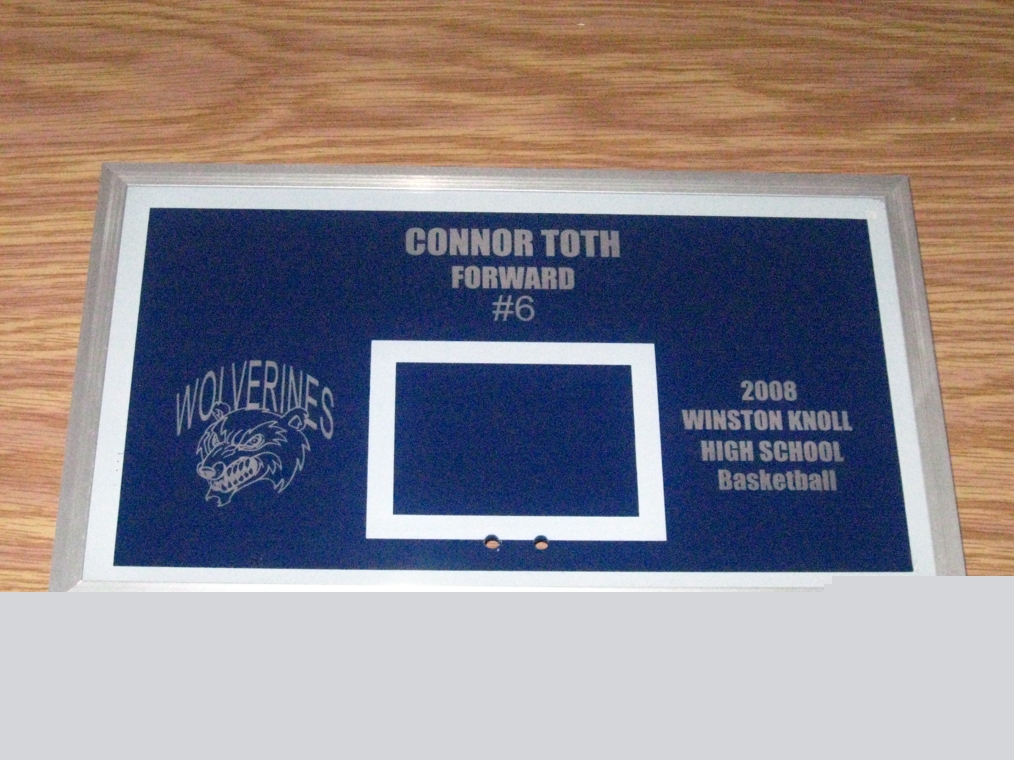 CONNOR TOTH
FORWARD
#6
WOLVERINES
2008
WINSTON KNOLL
HIGH SCHOOL
Basketball